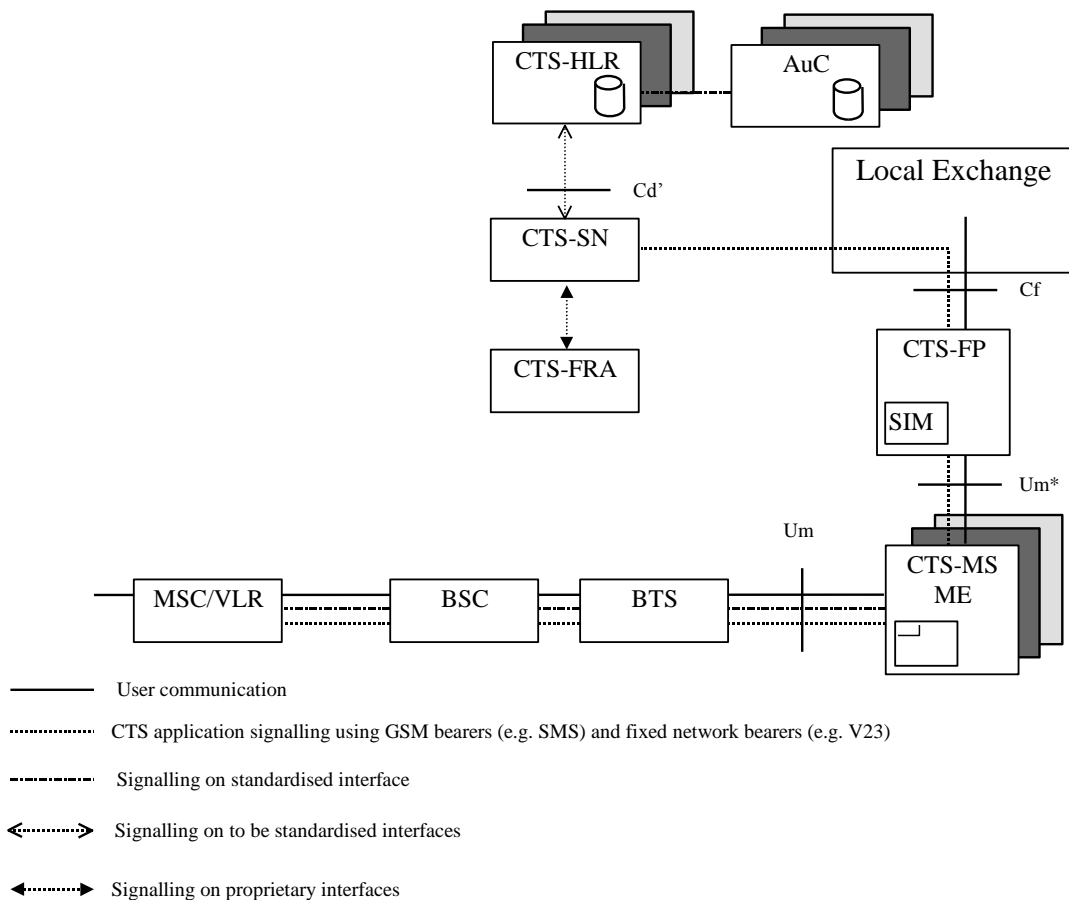 CTS-HLR
AuC
Local Exchange
Cd’
CTS-SN
Cf
CTS-FP
CTS-FRA
SIM
Um*
Um
CTS-MS
ME
MSC/VLR
BSC
BTS
User communication
CTS application signalling using GSM bearers (e.g. SMS) and fixed network bearers (e.g. V23)
Signalling on standardised interface
Signalling on to be standardised interfaces
Signalling on proprietary interfaces